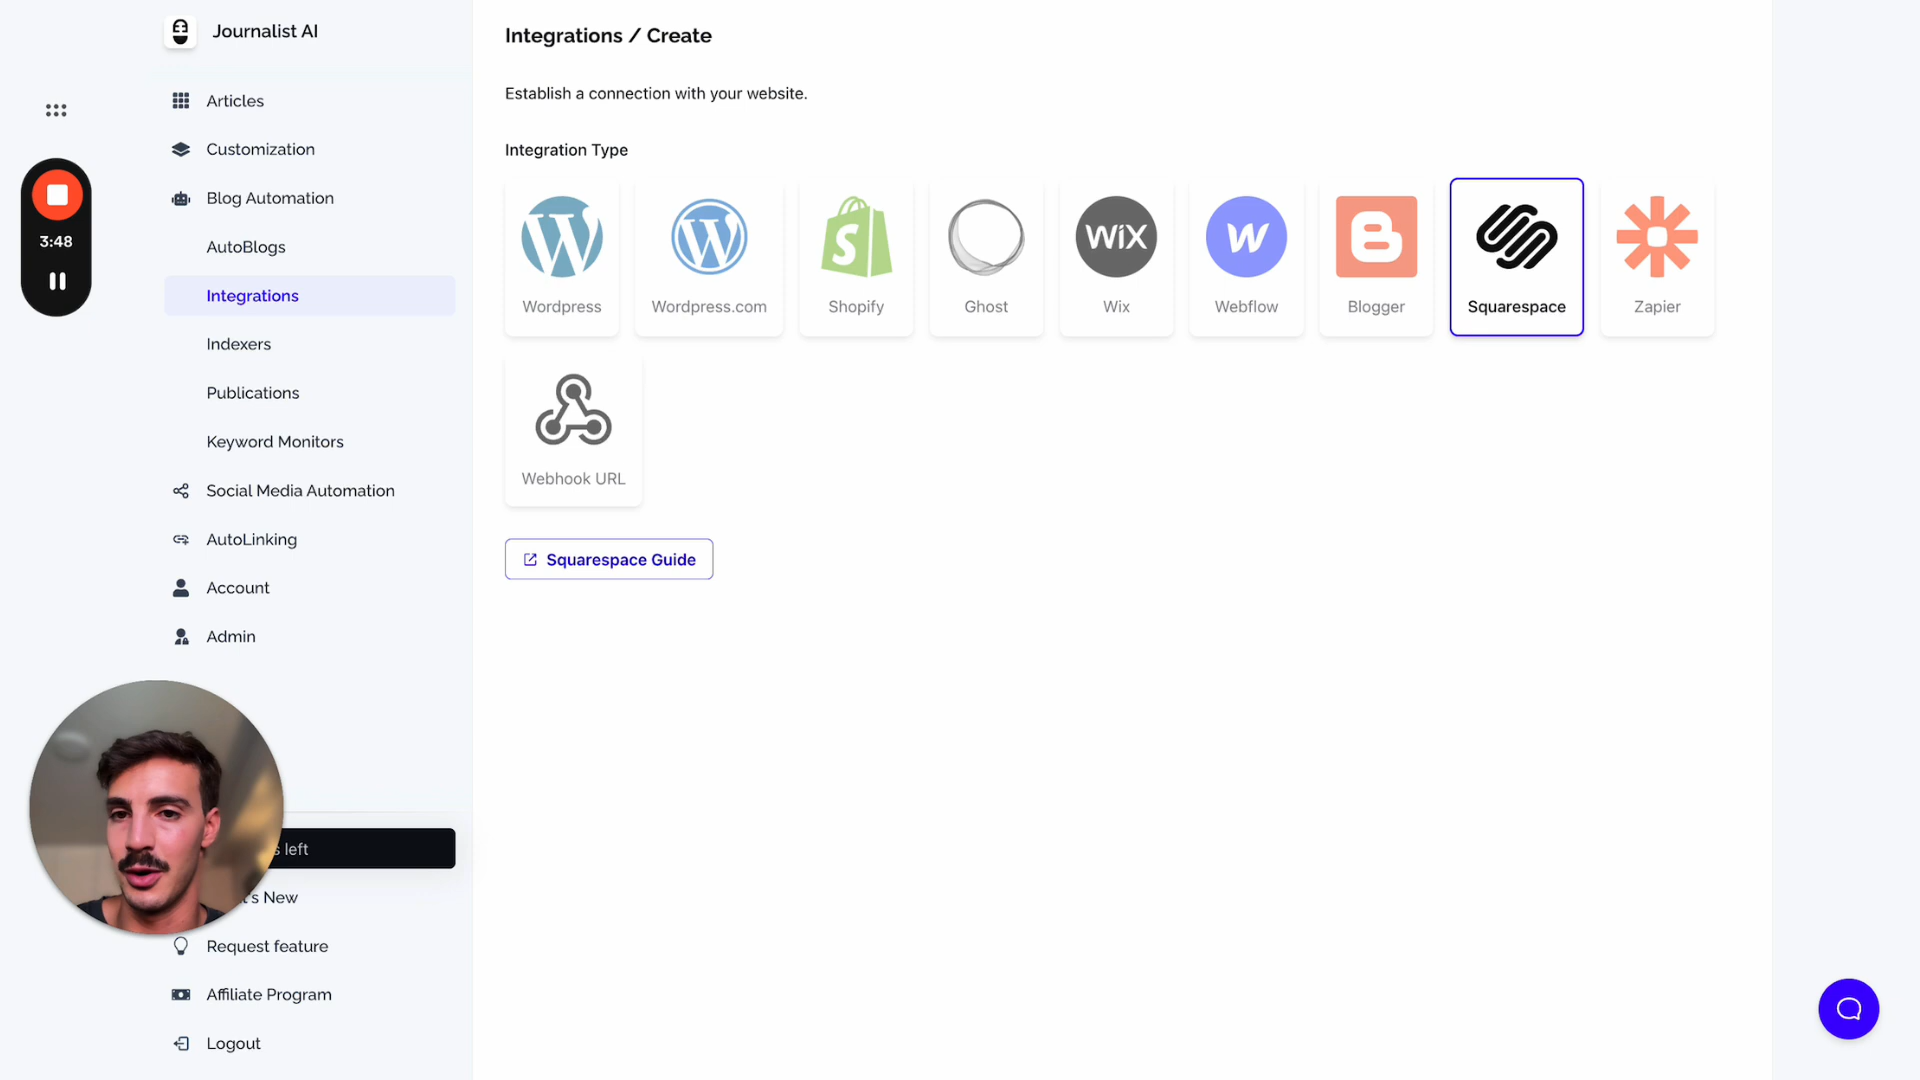 Journalist AI
Articles
Customization
Blog Automation
AutoBlogs
Integrations
Indexers
Publications
Keyword Monitors
Social Media Automation
AutoLinking
Account
Admin
left
's New
Request feature
Affiliate Program
Logout
3:48
Integrations / Create
Establish a connection with your website.
Integration Type
Wordpress
Wordpress.com
Shopify
Ghost
WiX
Wix
Webflow
Blogger
Squarespace
Zapier
Webhook URL
Squarespace Guide